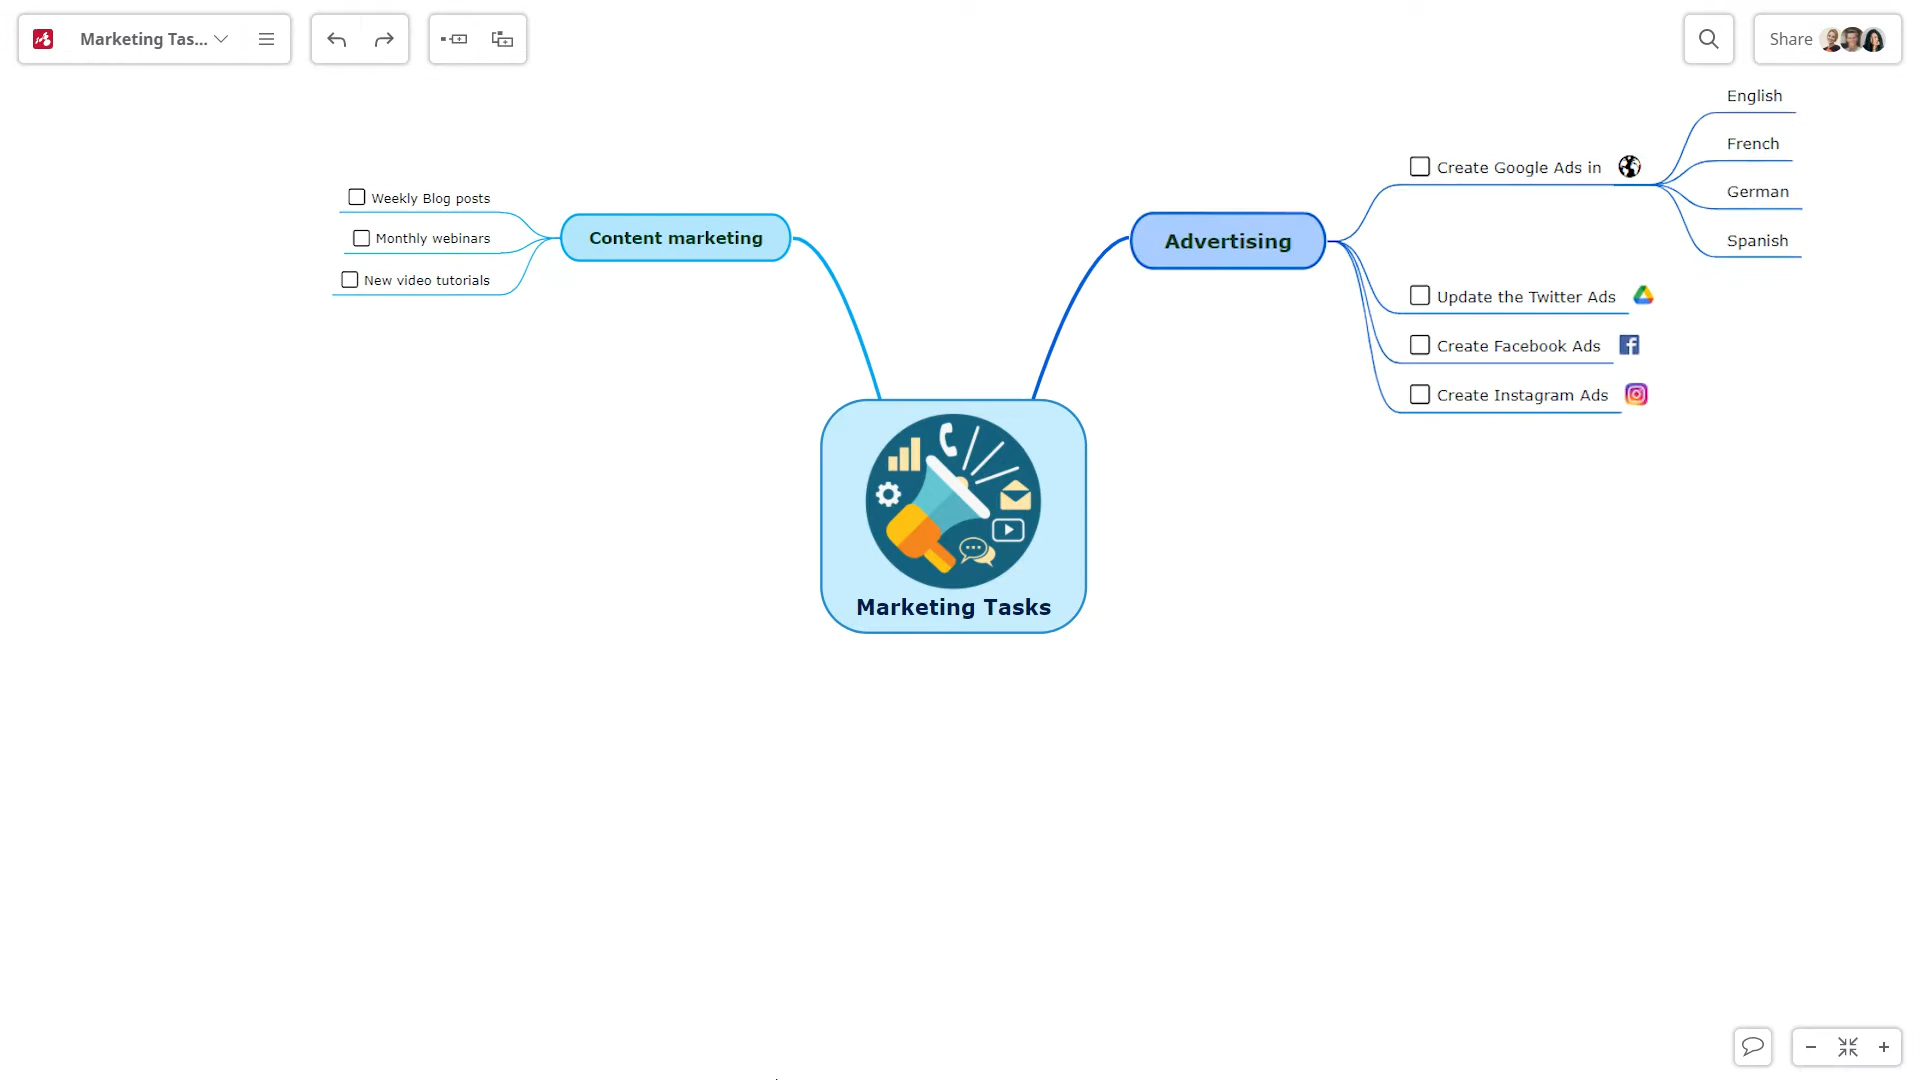 Marketing Tas...
Share
English
French
Create Google Ads in
German
Spanish
Weekly Blog posts
Monthly webinars
New video tutorials
Content marketing
Advertising
Update the Twitter Ads
Create Facebook Ads
Create Instagram Ads
Marketing Tasks